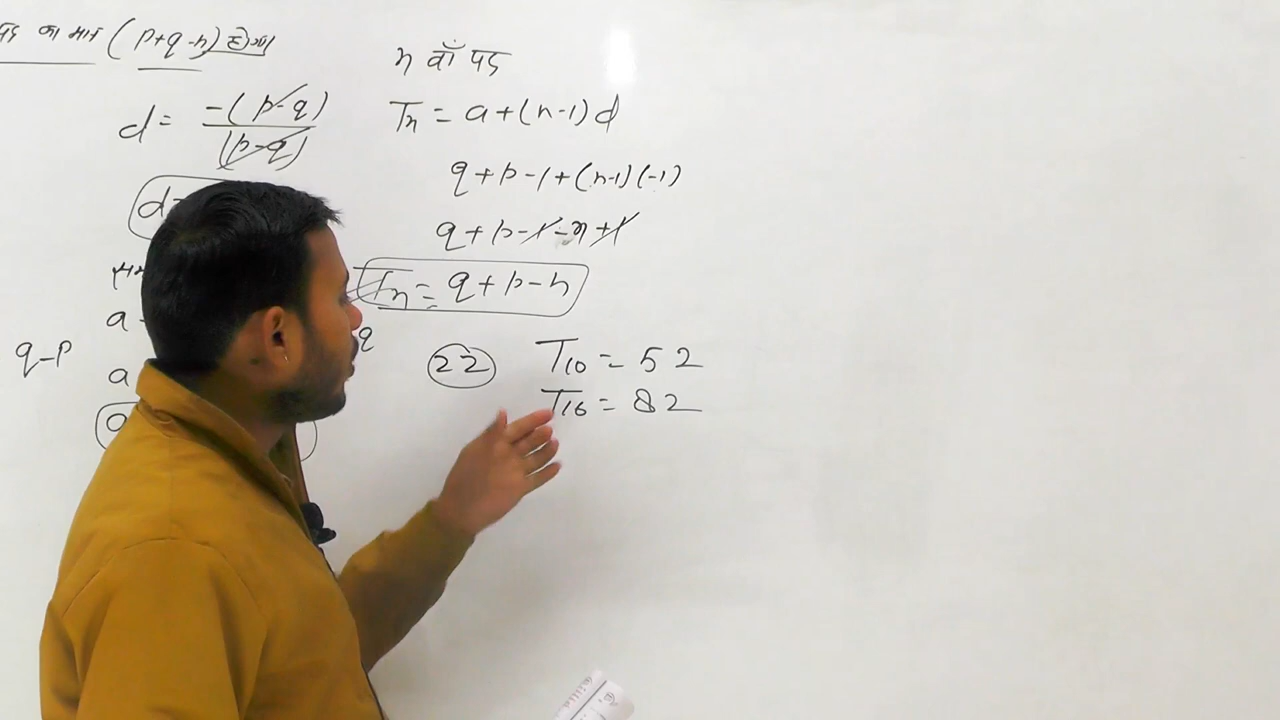 पद का मान (p+q-n) होगा
d = -(p-q)/(p-q)
d=
a
q-p
a
a
q
n वाँ पद
Tn = a+(n-1)d
q+p-1+(n-1)(-1)
q+p-1-n+1
Tn = q+p-n
22 T10 = 52
T16 = 82